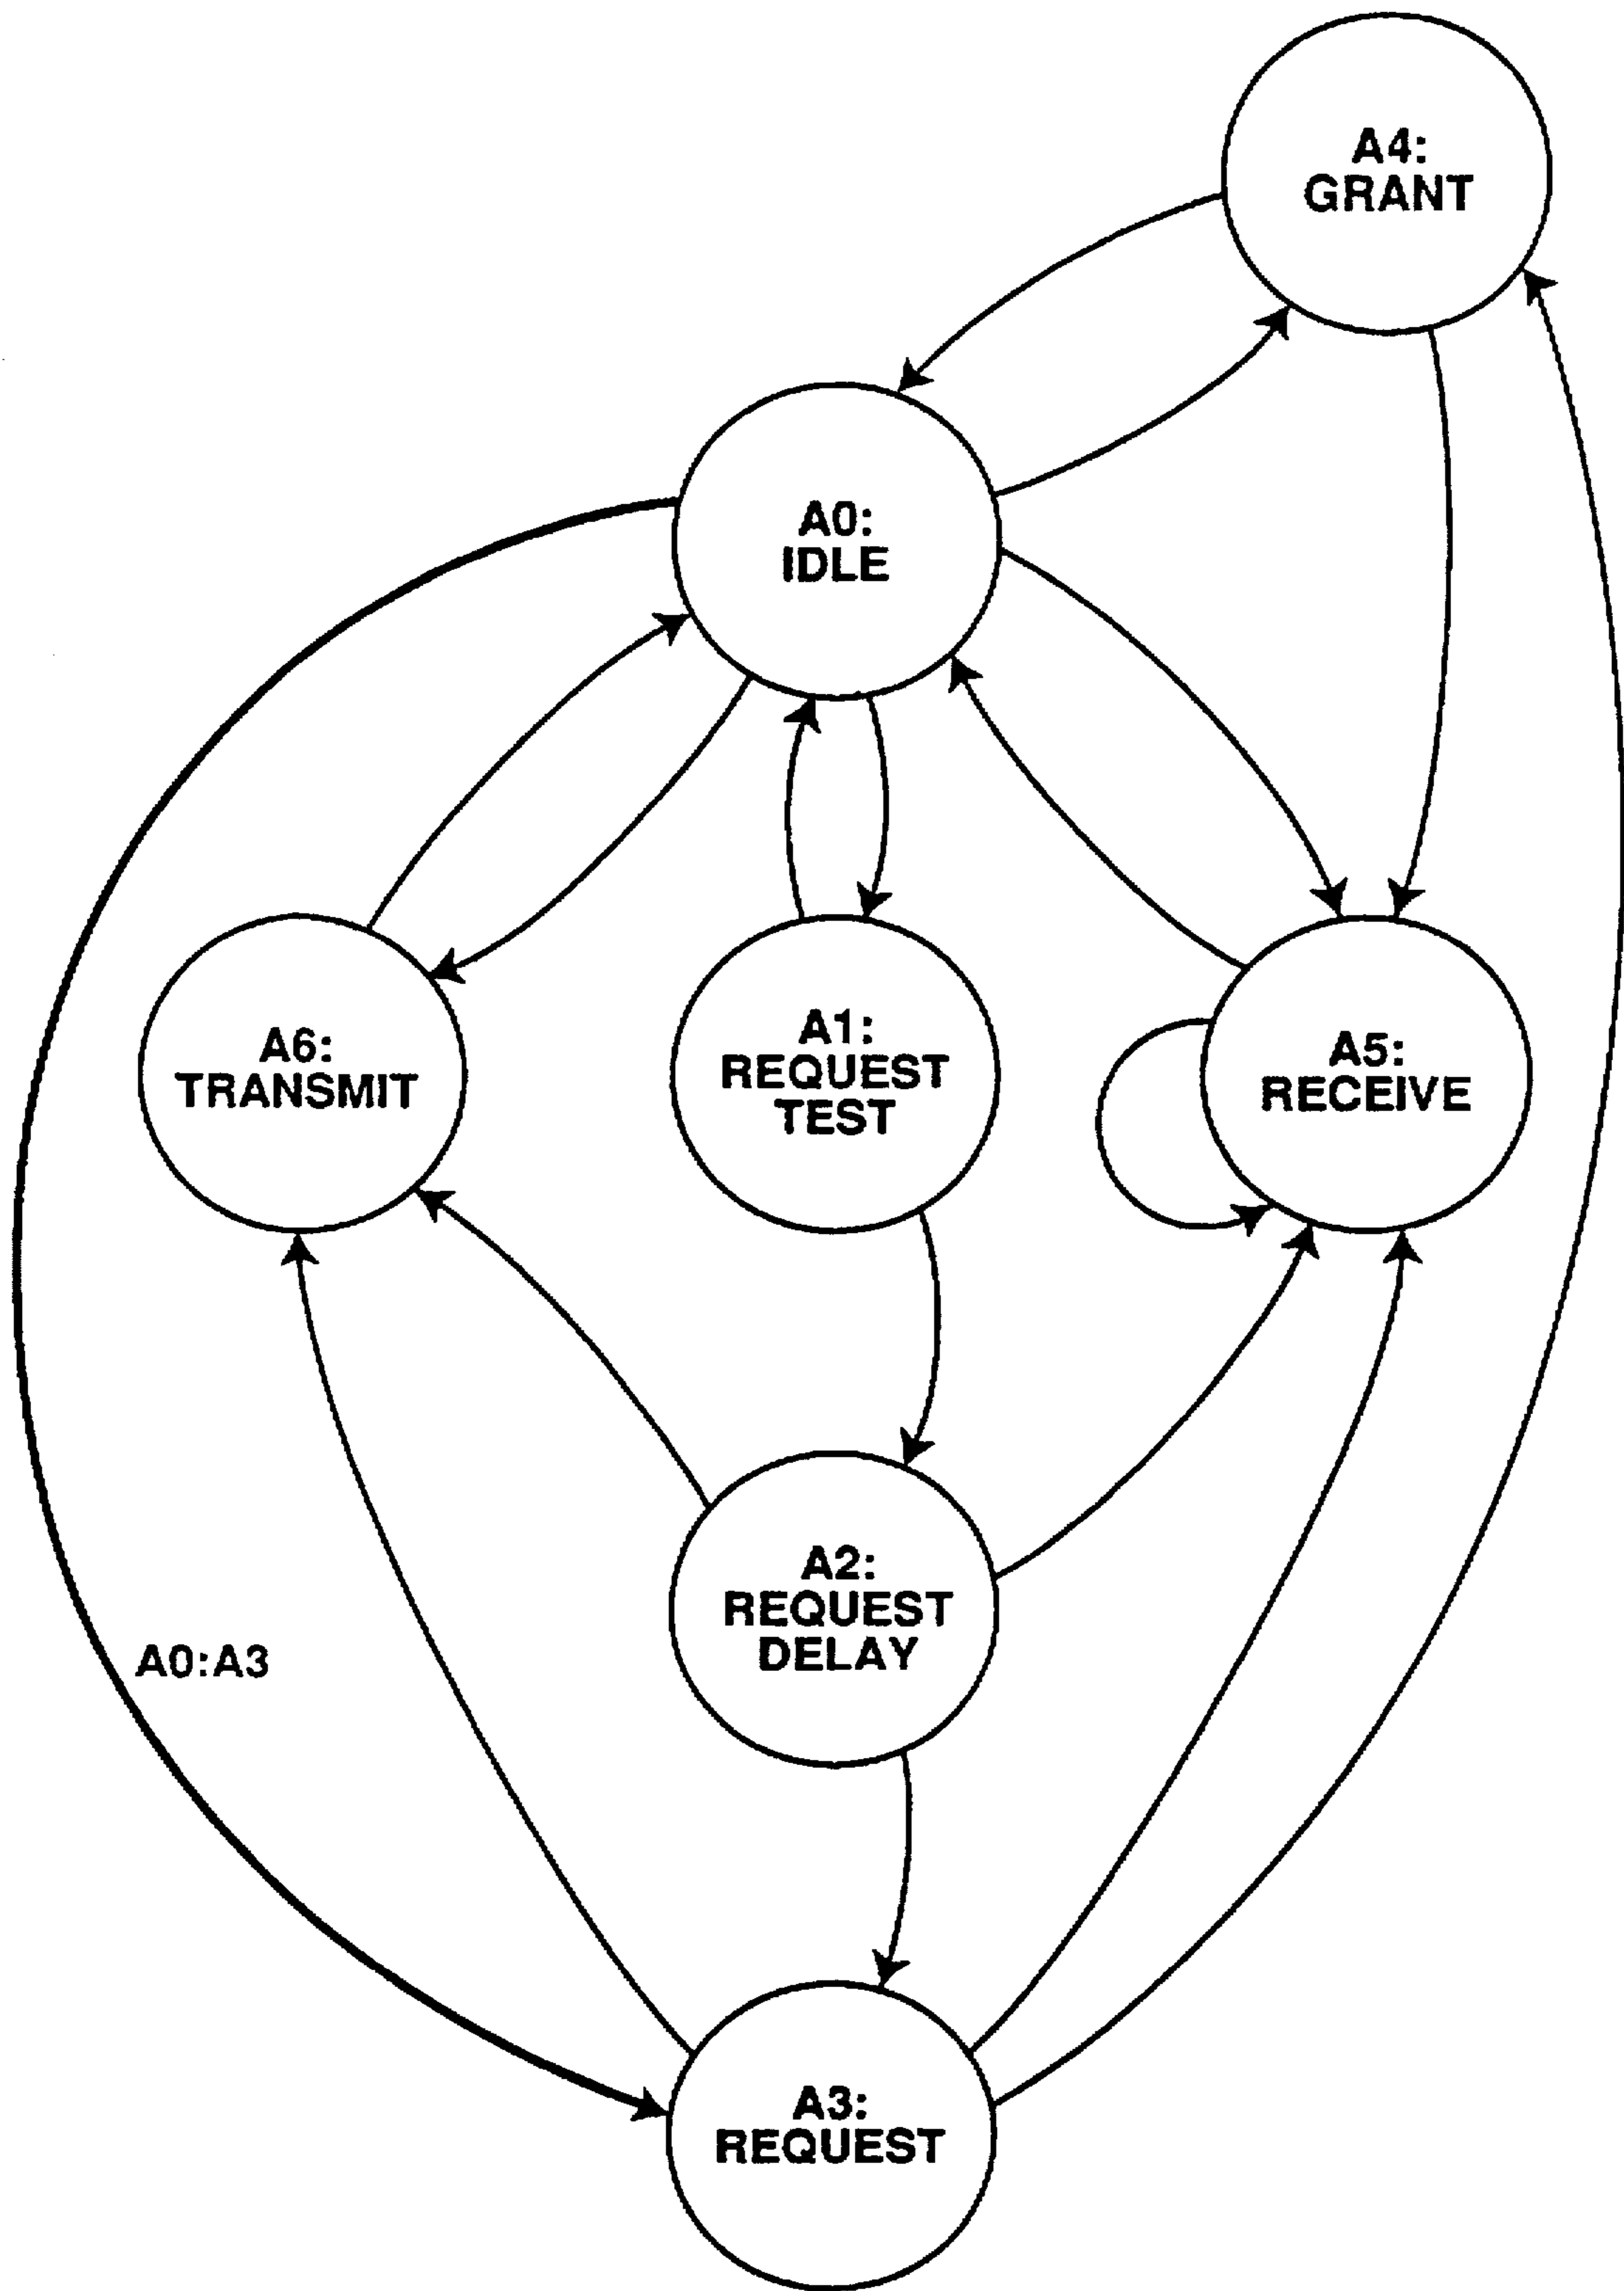 A4:
GRANT
A0:
IDLE
A6:
TRANSMIT
A1:
REQUEST
TEST
A5:
RECEIVE
A2:
REQUEST
DELAY
A0:A3
A3:
REQUEST